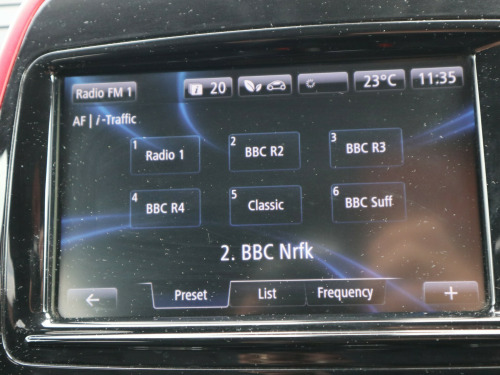 Radio FM 1 i 20 23°C 11:35
AF | i-Traffic
1 Radio 1 2 BBC R2 3 BBC R3
4 BBC R4 5 Classic 6 BBC Suff
2. BBC Nrfk
Preset List Frequency